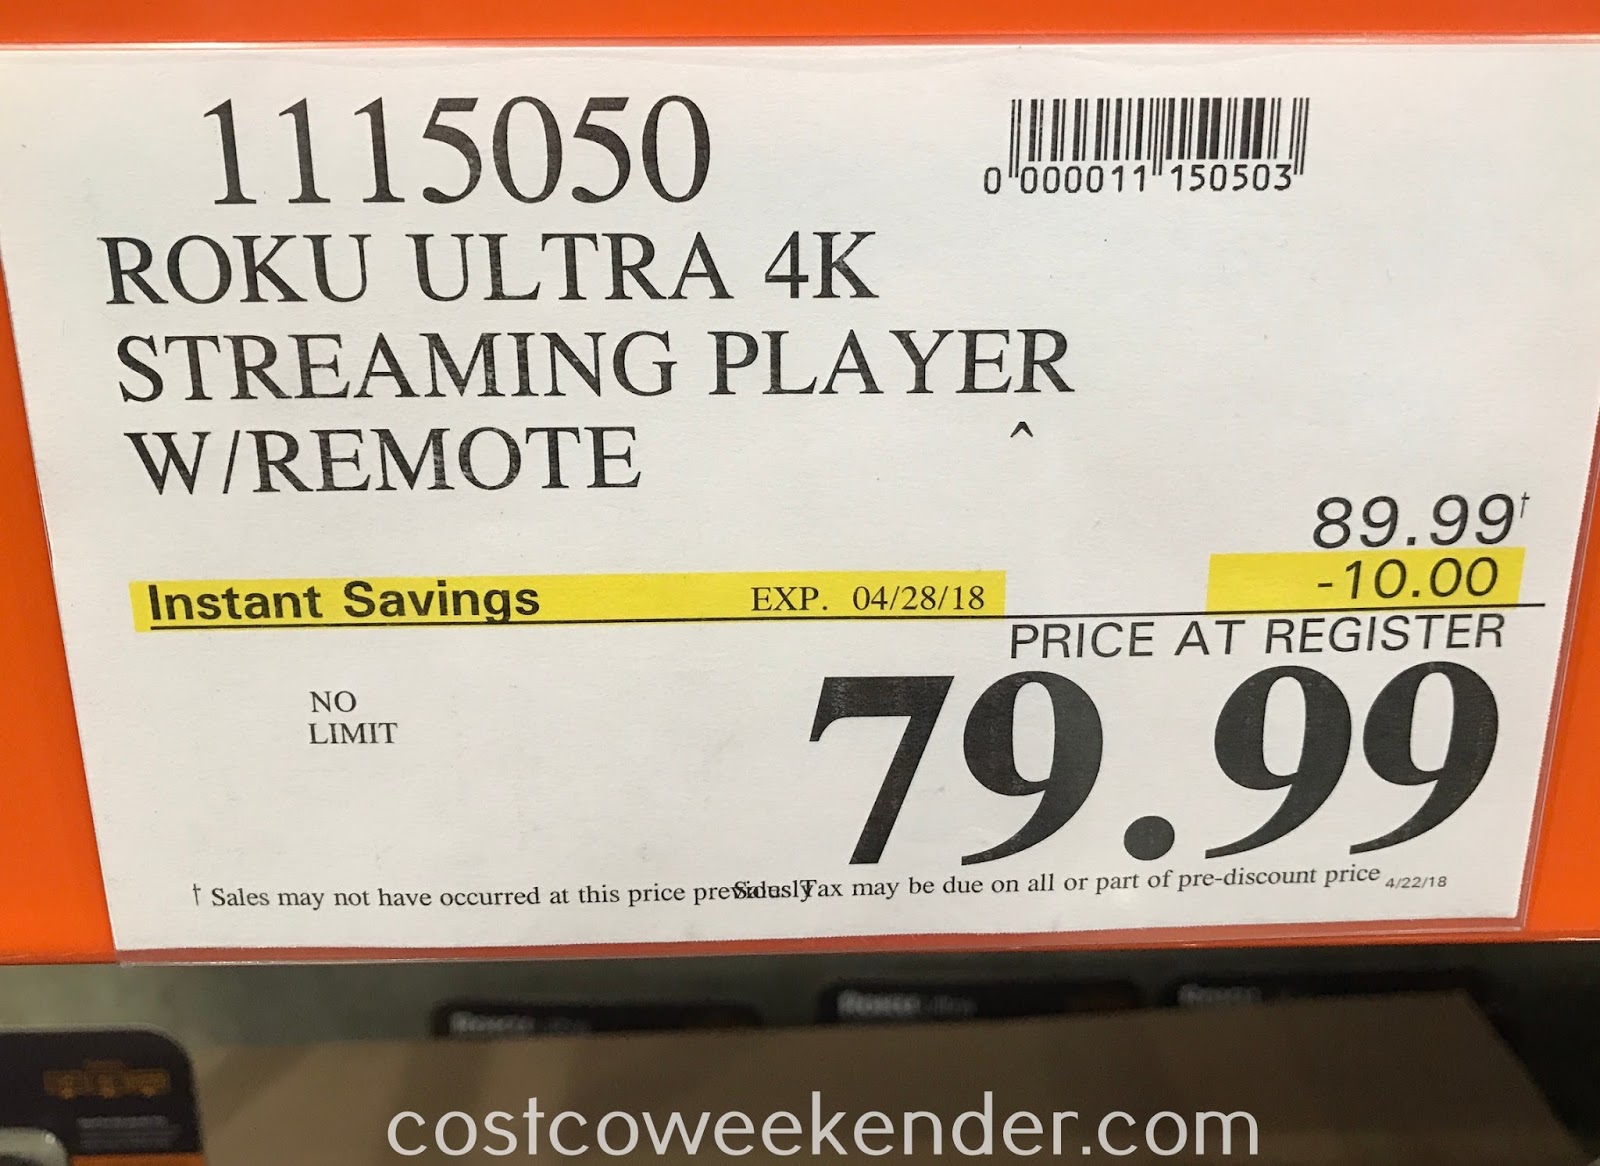 1115050
0 000011 150503
ROKU ULTRA 4K
STREAMING PLAYER
W/REMOTE
^
89.99†
Instant Savings EXP. 04/28/18 -10.00
PRICE AT REGISTER
79.99
NO
LIMIT
† Sales may not have occurred at this price previously Sales Tax may be due on all or part of pre-discount price 4/22/18
costcoweekender.com